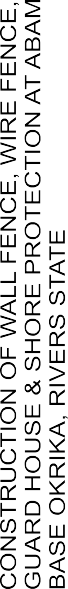 CONSTRUCTION OF WALL FENCE, WIRE FENCE,
GUARD HOUSE & SHORE PROTECTION AT ABAM
BASE OKRIKA, RIVERS STATE